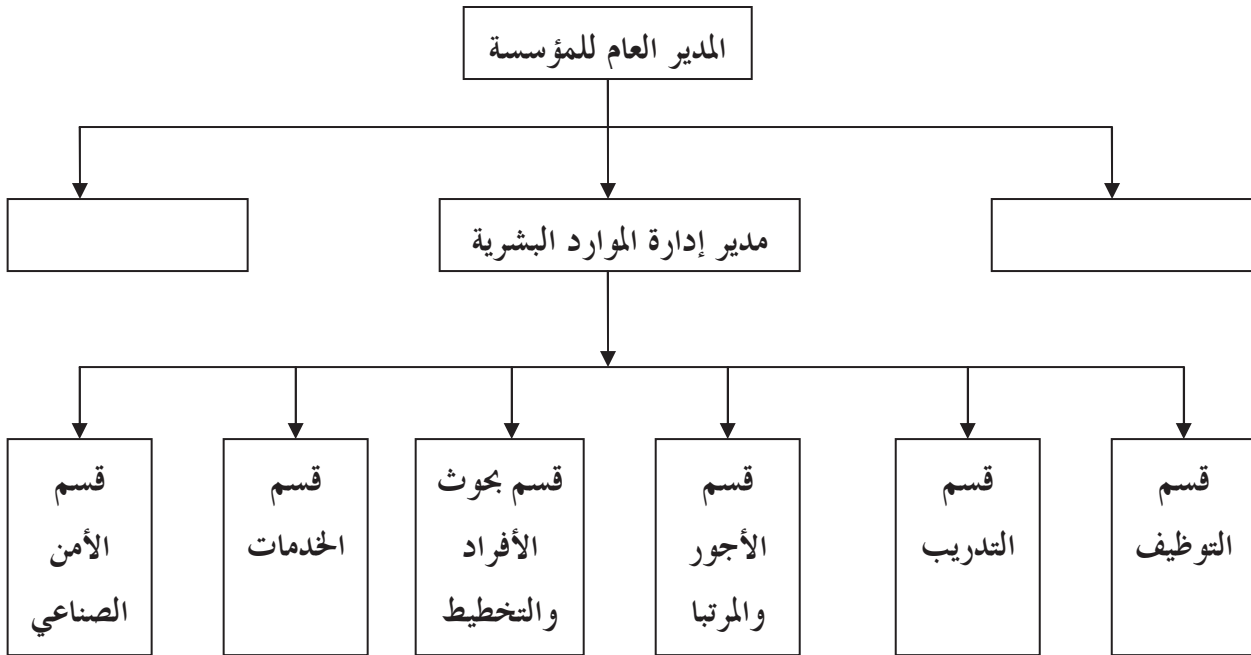 المدير العام للمؤسسة
مدير إدارة الموارد البشرية
قسم
التوظيف
قسم
التدريب
قسم
الأجور
والمرتبا
قسم بحوث
الأفراد
والتخطيط
قسم
الخدمات
قسم
الأمن
الصناعي